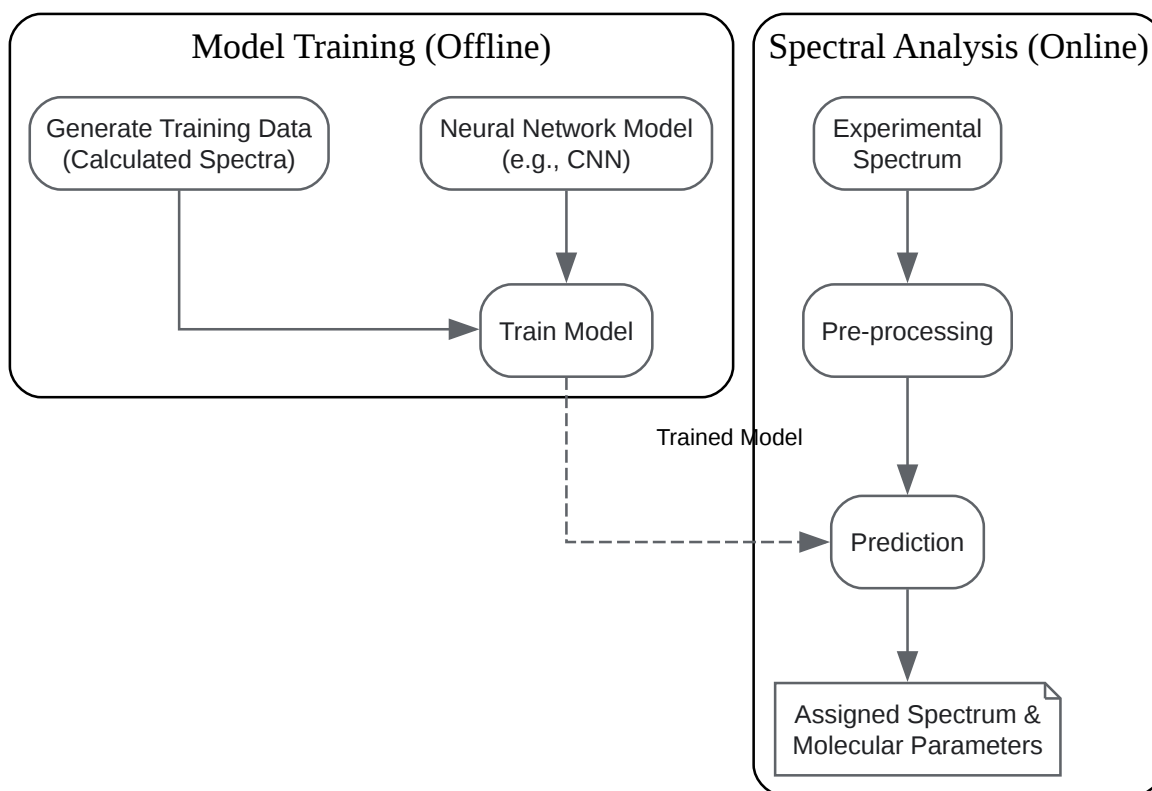 Model Training (Offline)
Generate Training Data
(Calculated Spectra)
Neural Network Model
(e.g., CNN)
Train Model
Trained Model
Spectral Analysis (Online)
Experimental
Spectrum
Pre-processing
Prediction
Assigned Spectrum &
Molecular Parameters